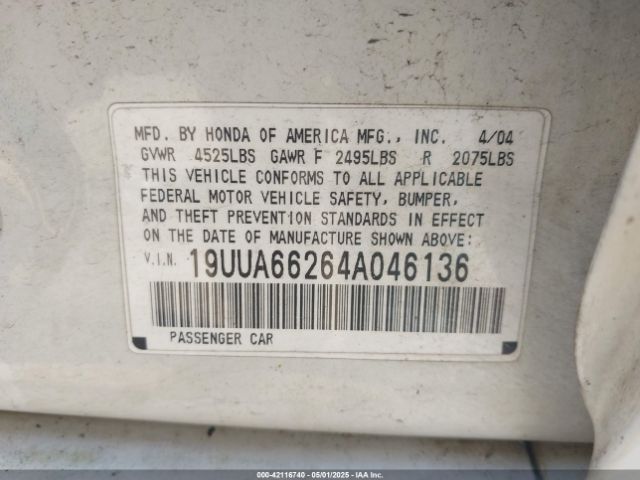 MFD. BY HONDA OF AMERICA MFG., INC. 4/04
GVWR 4525LBS GAWR F 2495LBS R 2075LBS
THIS VEHICLE CONFORMS TO ALL APPLICABLE
FEDERAL MOTOR VEHICLE SAFETY, BUMPER,
AND THEFT PREVENTION STANDARDS IN EFFECT
ON THE DATE OF MANUFACTURE SHOWN ABOVE:
V.I.N. 19UUA66264A046136
PASSENGER CAR
000-42116740 - 05/01/2025 - IAA Inc.